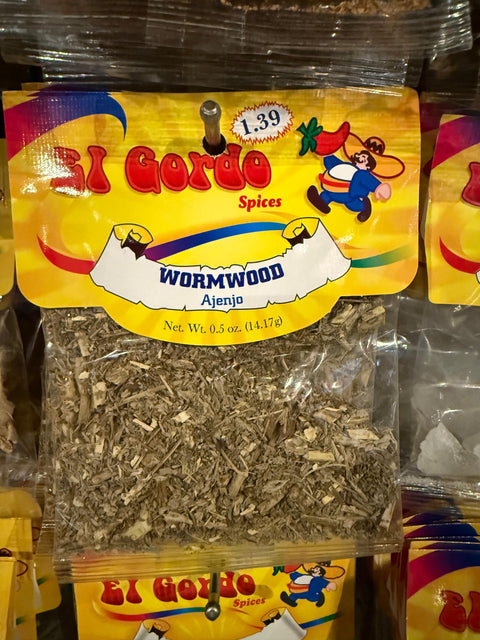 1.39
El Gordo
Spices
WORMWOOD
Ajenjo
Net. Wt. 0.5 oz. (14.17g)
El Gordo
Spices